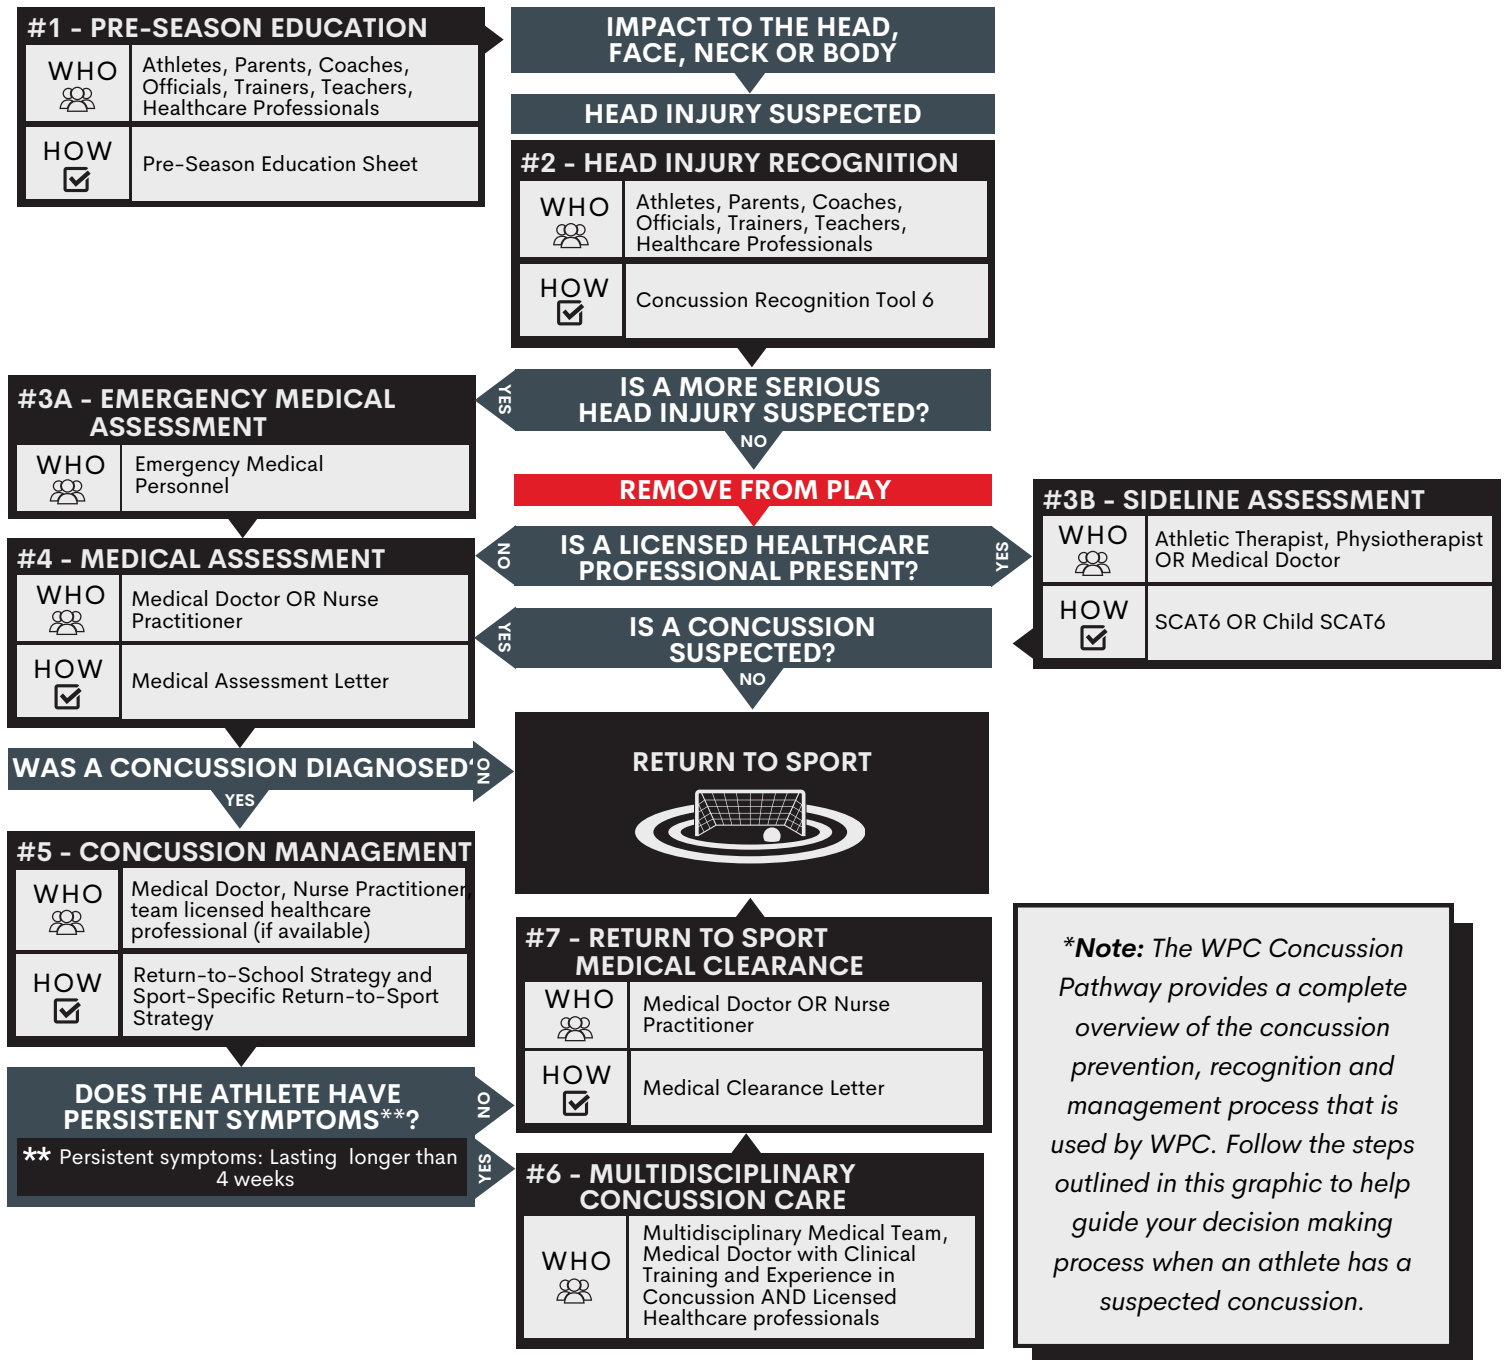 #1 - PRE-SEASON EDUCATION
WHO
Athletes, Parents, Coaches,
Officials, Trainers, Teachers,
Healthcare Professionals
HOW
Pre-Season Education Sheet
IMPACT TO THE HEAD,
FACE, NECK OR BODY
HEAD INJURY SUSPECTED
#2 - HEAD INJURY RECOGNITION
WHO
Athletes, Parents, Coaches,
Officials, Trainers, Teachers,
Healthcare Professionals
HOW
Concussion Recognition Tool 6
IS A MORE SERIOUS
HEAD INJURY SUSPECTED?
YES
NO
#3A - EMERGENCY MEDICAL
ASSESSMENT
WHO
Emergency Medical
Personnel
REMOVE FROM PLAY
IS A LICENSED HEALTHCARE
PROFESSIONAL PRESENT?
NO
YES
#3B - SIDELINE ASSESSMENT
WHO
Athletic Therapist, Physiotherapist
OR Medical Doctor
HOW
SCAT6 OR Child SCAT6
IS A CONCUSSION
SUSPECTED?
YES
NO
#4 - MEDICAL ASSESSMENT
WHO
Medical Doctor OR Nurse
Practitioner
HOW
Medical Assessment Letter
WAS A CONCUSSION DIAGNOSED?
NO
YES
RETURN TO SPORT
#5 - CONCUSSION MANAGEMENT
WHO
Medical Doctor, Nurse Practitioner,
team licensed healthcare
professional (if available)
HOW
Return-to-School Strategy and
Sport-Specific Return-to-Sport
Strategy
DOES THE ATHLETE HAVE
PERSISTENT SYMPTOMS**?
NO
YES
** Persistent symptoms: Lasting longer than
4 weeks
#7 - RETURN TO SPORT
MEDICAL CLEARANCE
WHO
Medical Doctor OR Nurse
Practitioner
HOW
Medical Clearance Letter
#6 - MULTIDISCIPLINARY
CONCUSSION CARE
WHO
Multidisciplinary Medical Team,
Medical Doctor with Clinical
Training and Experience in
Concussion AND Licensed
Healthcare professionals
*Note: The WPC Concussion
Pathway provides a complete
overview of the concussion
prevention, recognition and
management process that is
used by WPC. Follow the steps
outlined in this graphic to help
guide your decision making
process when an athlete has a
suspected concussion.